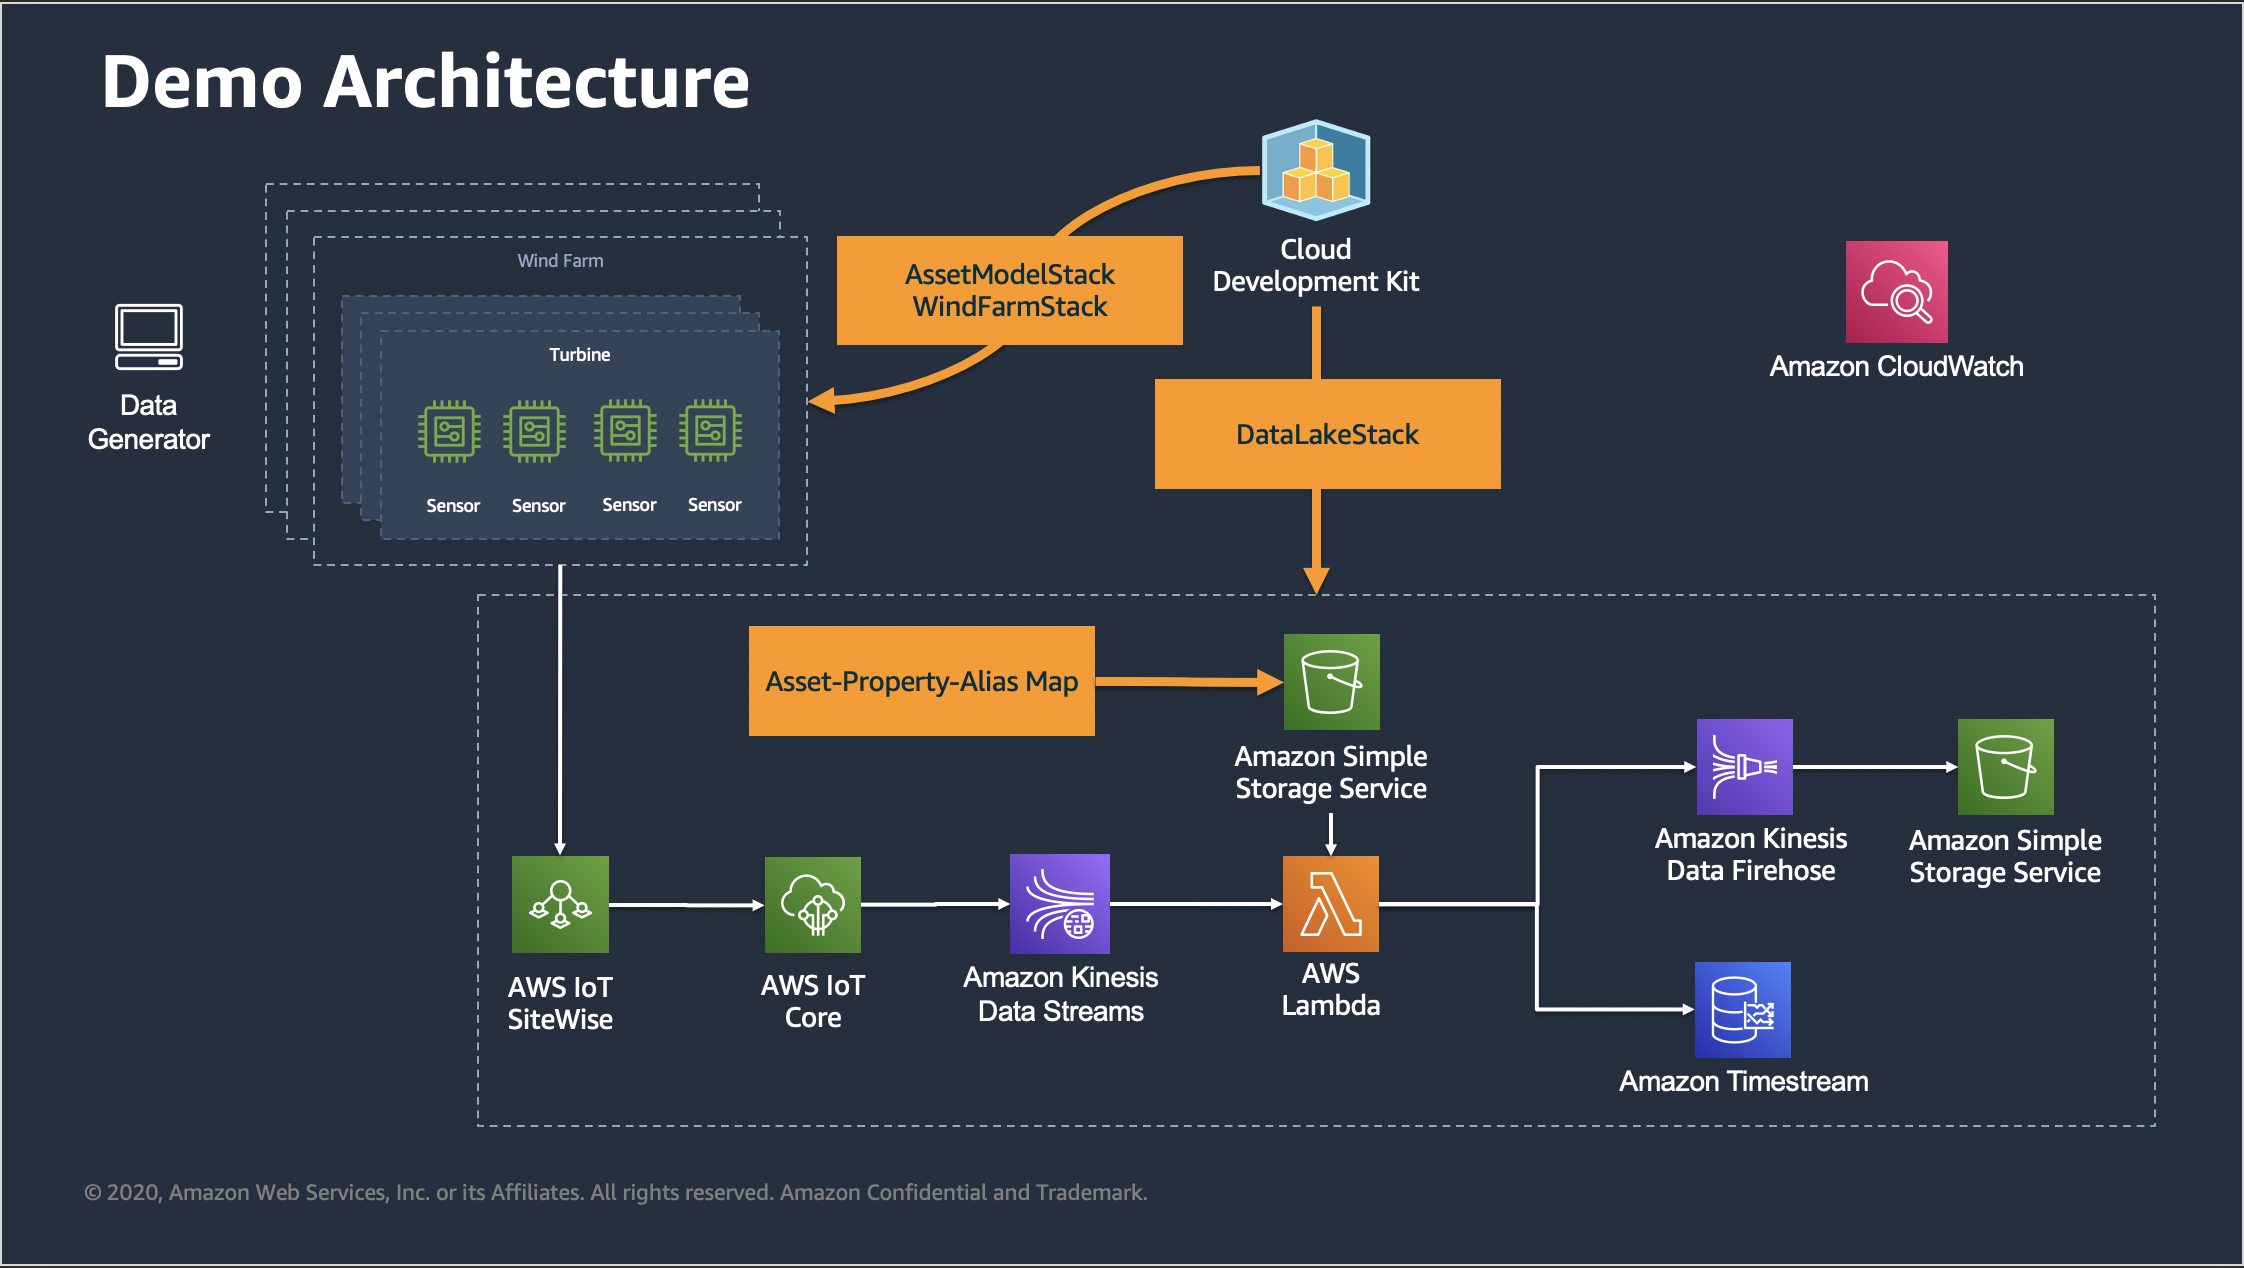 Demo Architecture
Cloud
Development Kit
Wind Farm
AssetModelStack
WindFarmStack
Turbine
Amazon CloudWatch
Data
Generator
DataLakeStack
Sensor
Sensor
Sensor
Sensor
Asset-Property-Alias Map
Amazon Simple
Storage Service
Amazon Kinesis
Data Firehose
Amazon Simple
Storage Service
AWS IoT
SiteWise
AWS IoT
Core
Amazon Kinesis
Data Streams
AWS
Lambda
Amazon Timestream
© 2020, Amazon Web Services, Inc. or its Affiliates. All rights reserved. Amazon Confidential and Trademark.